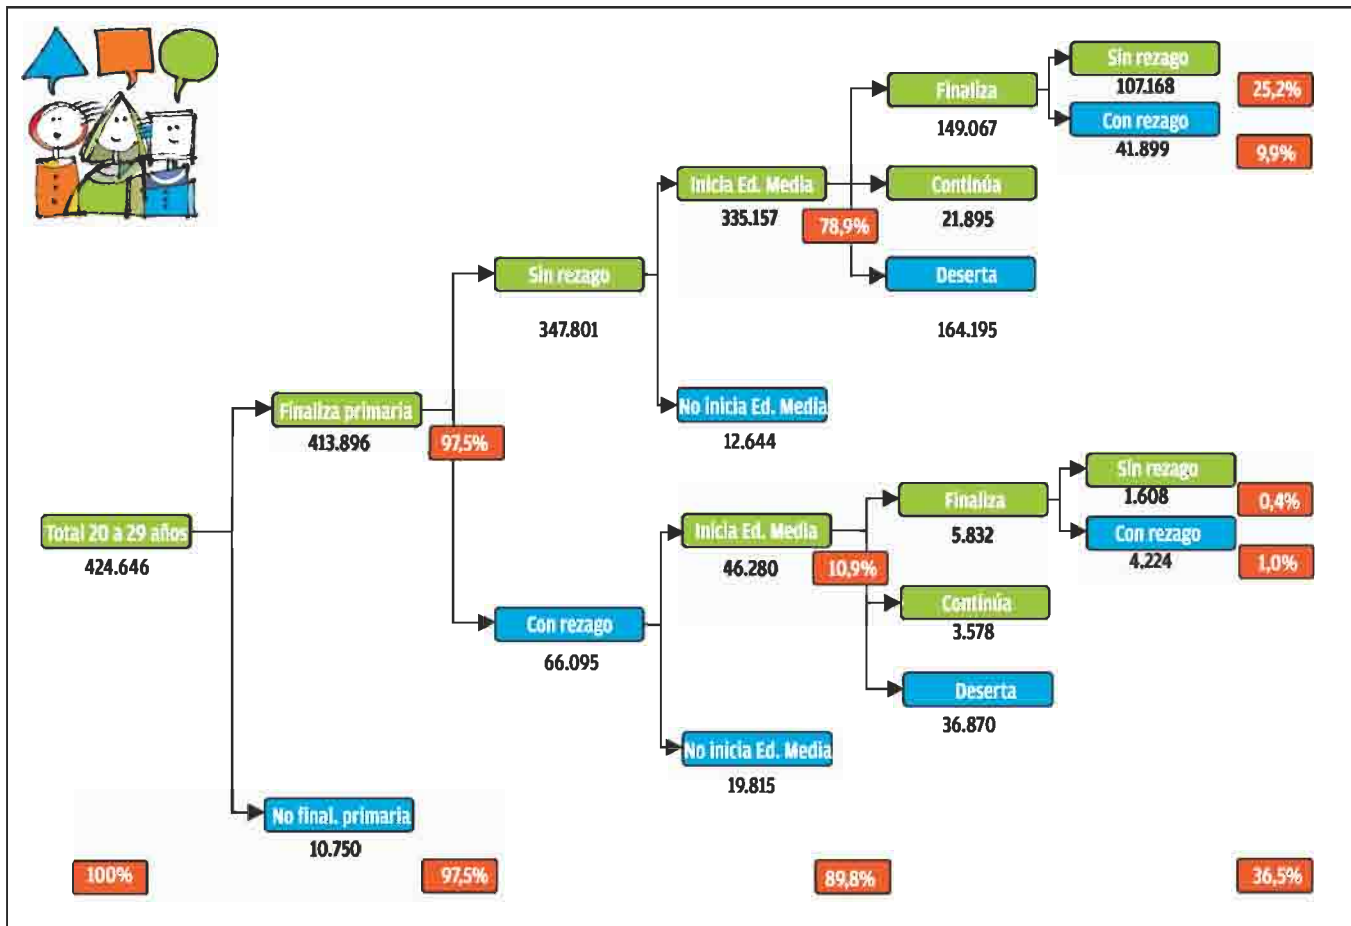 Sin rezago
107.168
25,2%
Finaliza
149.067
Con rezago
41.899
9,9%
Inicia Ed. Media
335.157
78,9%
Continúa
21.895
Sin rezago
347.801
Deserta
164.195
Finaliza primaria
413.896
97,5%
No inicia Ed. Media
12.644
Total 20 a 29 años
424.646
Inicia Ed. Media
46.280
10,9%
Finaliza
5.832
Sin rezago
1.608
0,4%
Con rezago
4.224
1,0%
Continúa
3.578
Con rezago
66.095
Deserta
36.870
No inicia Ed. Media
19.815
No final. primaria
10.750
100%
97,5%
89,8%
36,5%